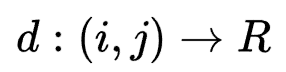 d : (i, j) → R